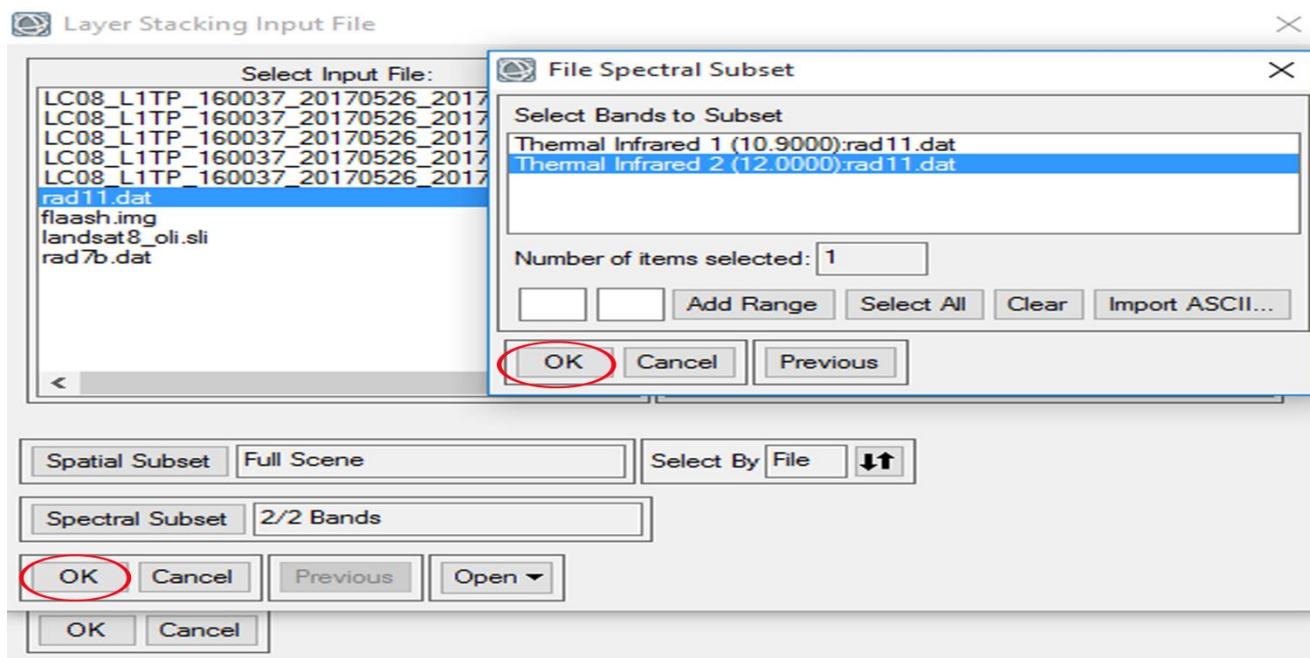 Layer Stacking Input File
Select Input File:
LC08_L1TP_160037_20170526_2017
LC08_L1TP_160037_20170526_2017
LC08_L1TP_160037_20170526_2017
LC08_L1TP_160037_20170526_2017
LC08_L1TP_160037_20170526_2017
rad11.dat
flaash.img
landsat8_oli.sli
rad7b.dat
File Spectral Subset
Select Bands to Subset
Thermal Infrared 1 (10.9000):rad11.dat
Thermal Infrared 2 (12.0000):rad11.dat
Number of items selected: 1
Add Range Select All Clear Import ASCII...
OK Cancel Previous
Spatial Subset Full Scene Select By File
Spectral Subset 2/2 Bands
OK Cancel Previous Open
OK Cancel